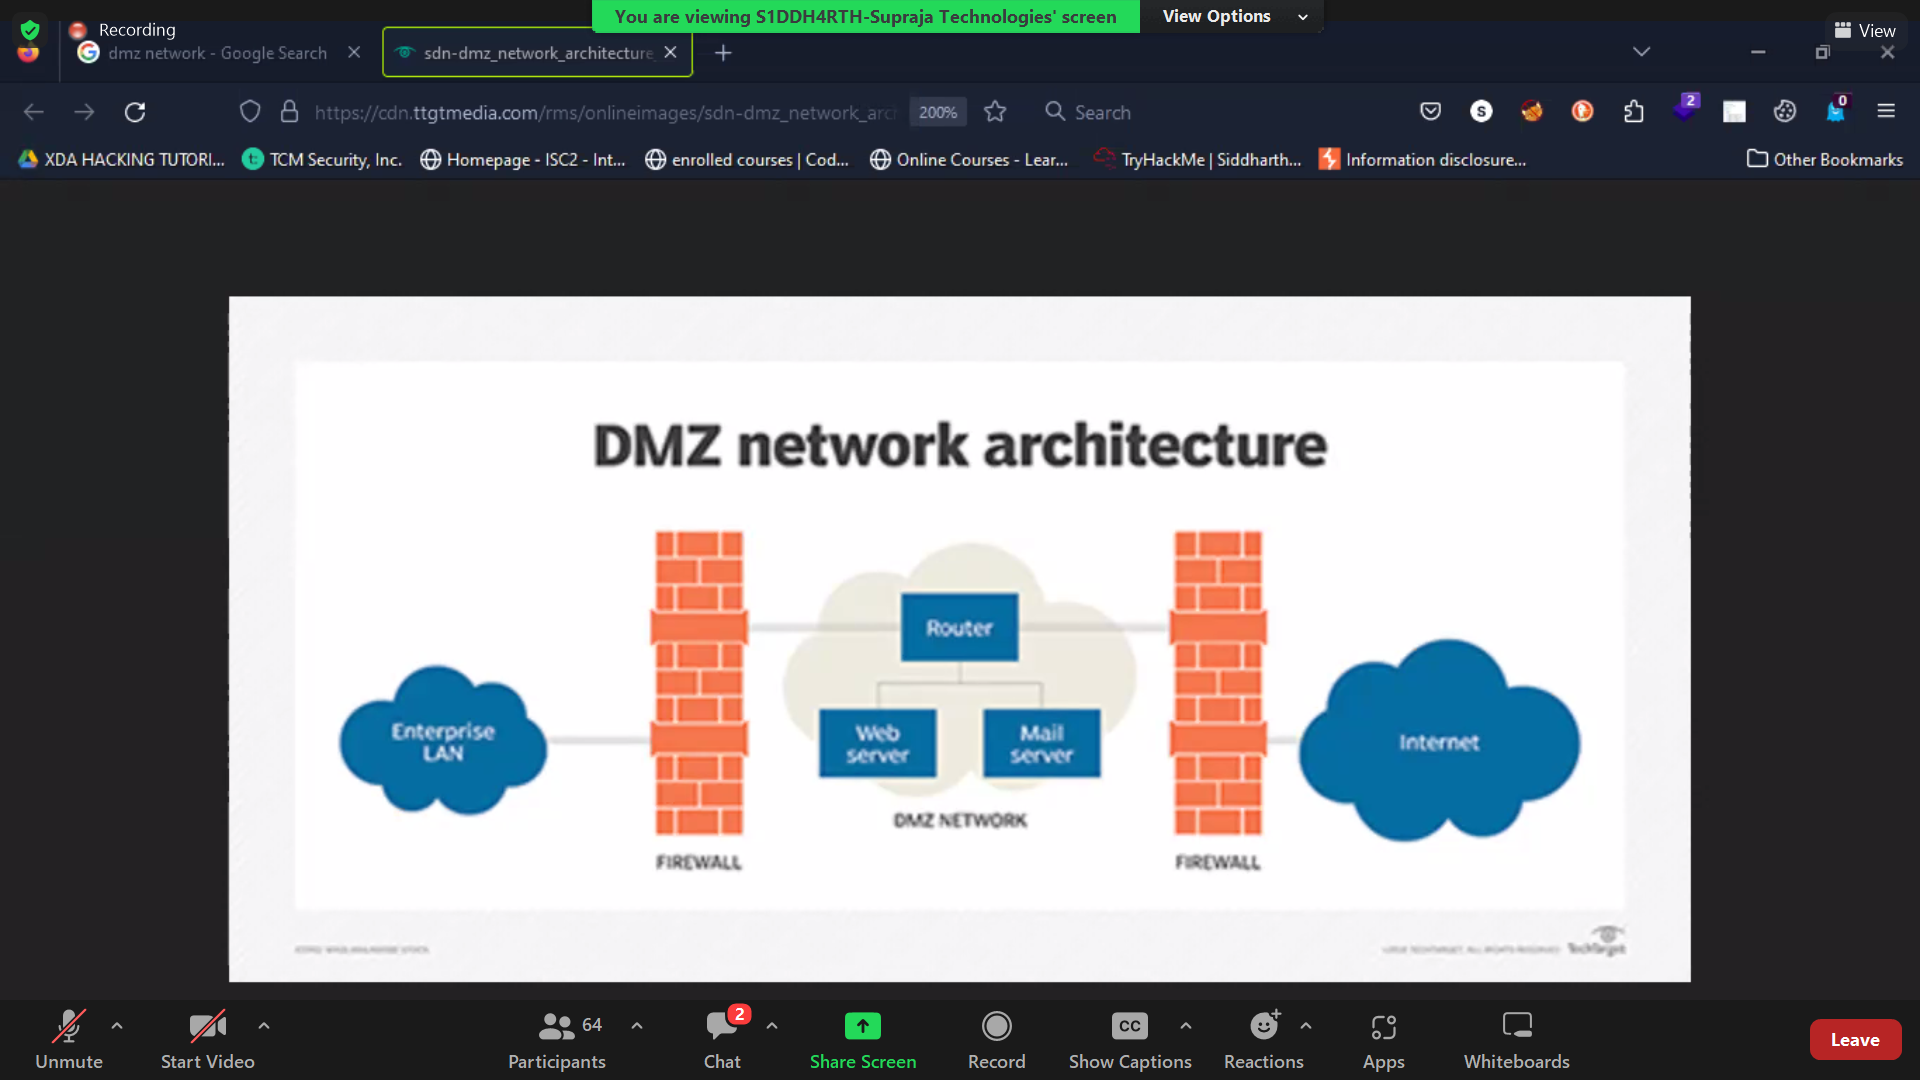 You are viewing S1DDH4RTH-Supraja Technologies' screen
View Options
Recording
View
dmz network - Google Search
sdn-dmz_network_architecture
https://cdn.ttgtmedia.com/rms/onlineimages/sdn-dmz_network_arc
200%
Search
2
0
XDA HACKING TUTORI...
TCM Security, Inc.
Homepage - ISC2 - Int...
enrolled courses | Cod...
Online Courses - Lear...
TryHackMe | Siddharth...
Information disclosure...
Other Bookmarks
DMZ network architecture
Router
Enterprise
LAN
Web
server
Mail
server
Internet
DMZ NETWORK
FIREWALL
FIREWALL
TechTarget
Unmute
Start Video
64
Participants
2
Chat
Share Screen
Record
CC
Show Captions
Reactions
Apps
Whiteboards
Leave